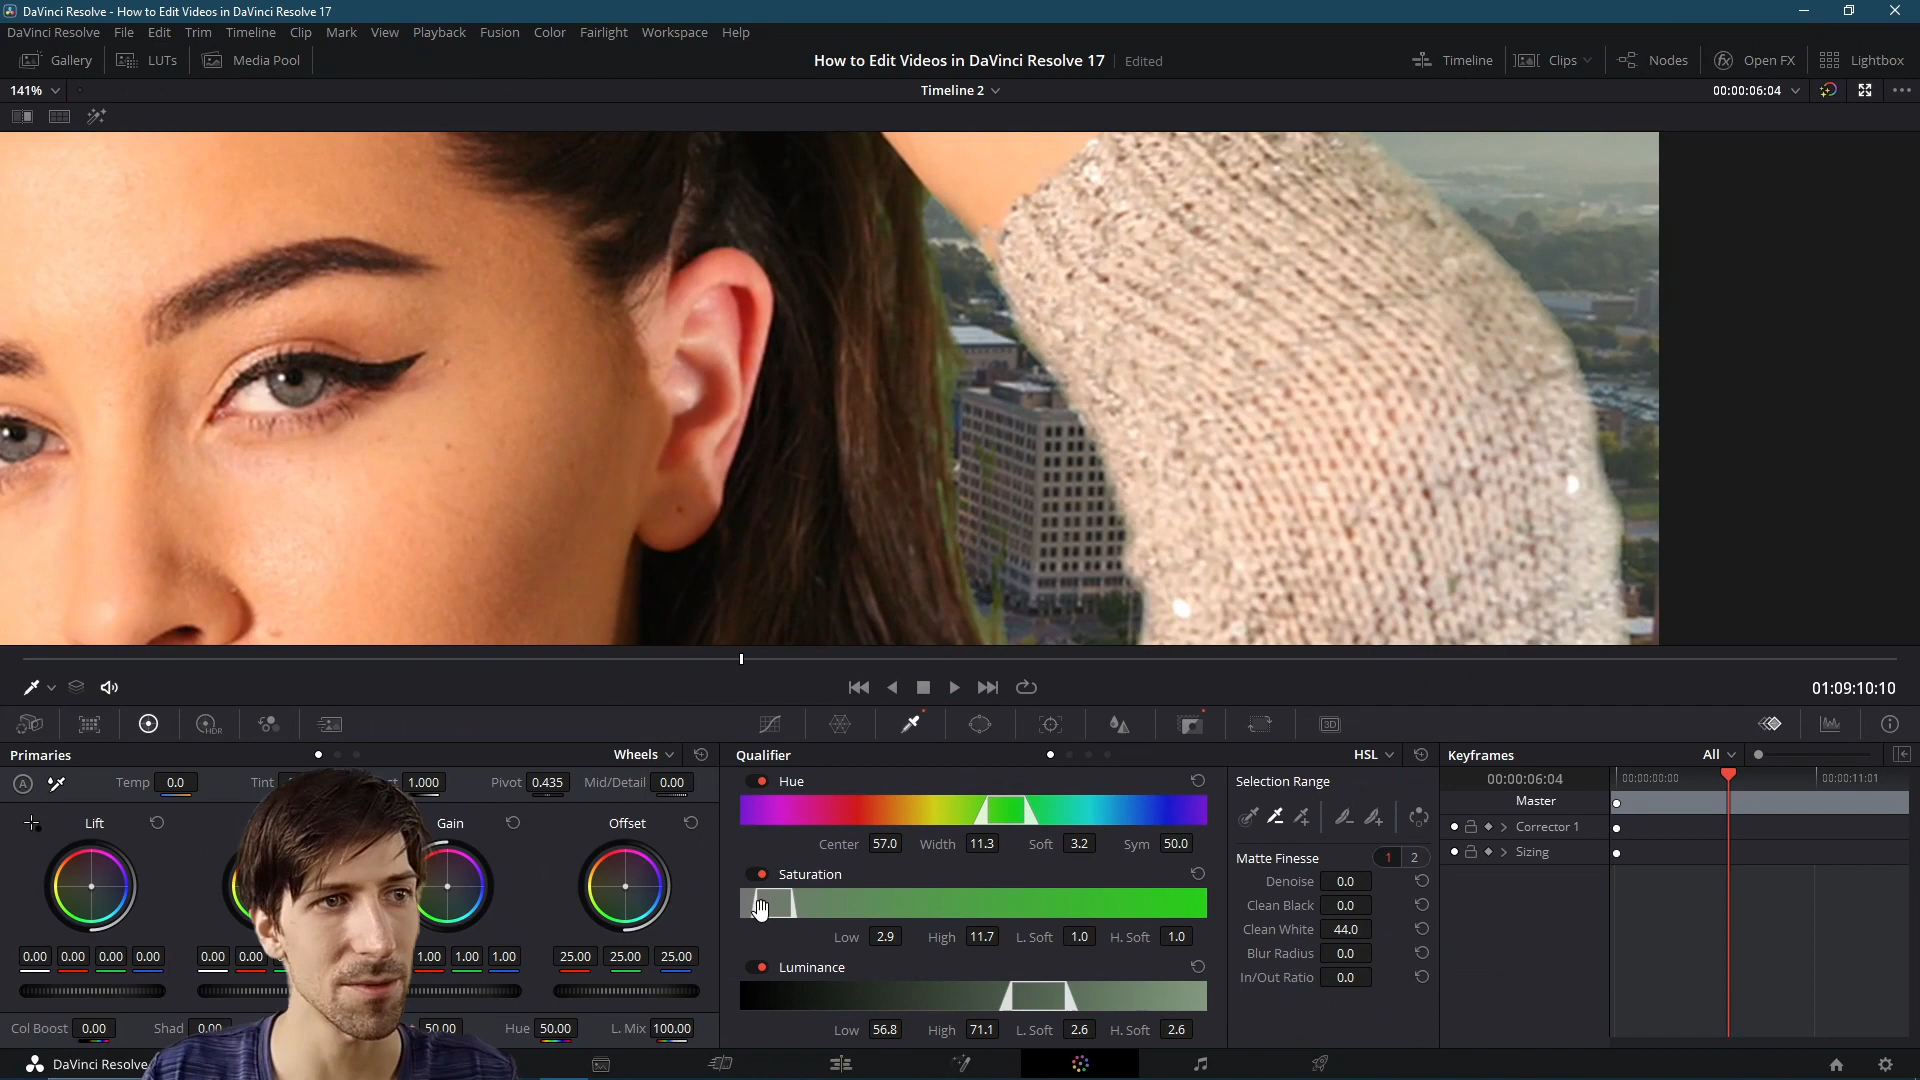 DaVinci Resolve - How to Edit Videos in DaVinci Resolve 17
DaVinci Resolve File Edit Trim Timeline Clip Mark View Playback Fusion Color Fairlight Workspace Help
Gallery LUTs Media Pool How to Edit Videos in DaVinci Resolve 17 Edited Timeline Clips Nodes Open FX Lightbox
141% Timeline 2 00:00:06:04
01:09:10:10
HDR 3D
Primaries Wheels
A Temp 0.0 Tint 1.000 Pivot 0.435 Mid/Detail 0.00
Lift Gain Offset
0.00 0.00 0.00 0.00 0.00 0.00 1.00 1.00 1.00 25.00 25.00 25.00
Col Boost 0.00 Shad 0.00 50.00 Hue 50.00 L. Mix 100.00
Qualifier HSL
Hue
Center 57.0 Width 11.3 Soft 3.2 Sym 50.0
Saturation
Low 2.9 High 11.7 L. Soft 1.0 H. Soft 1.0
Luminance
Low 56.8 High 71.1 L. Soft 2.6 H. Soft 2.6
Selection Range
Matte Finesse 1 2
Denoise 0.0
Clean Black 0.0
Clean White 44.0
Blur Radius 0.0
In/Out Ratio 0.0
Keyframes All
00:00:06:04 00:00:00:00 00:00:11:01
Master
Corrector 1
Sizing
DaVinci Resolve